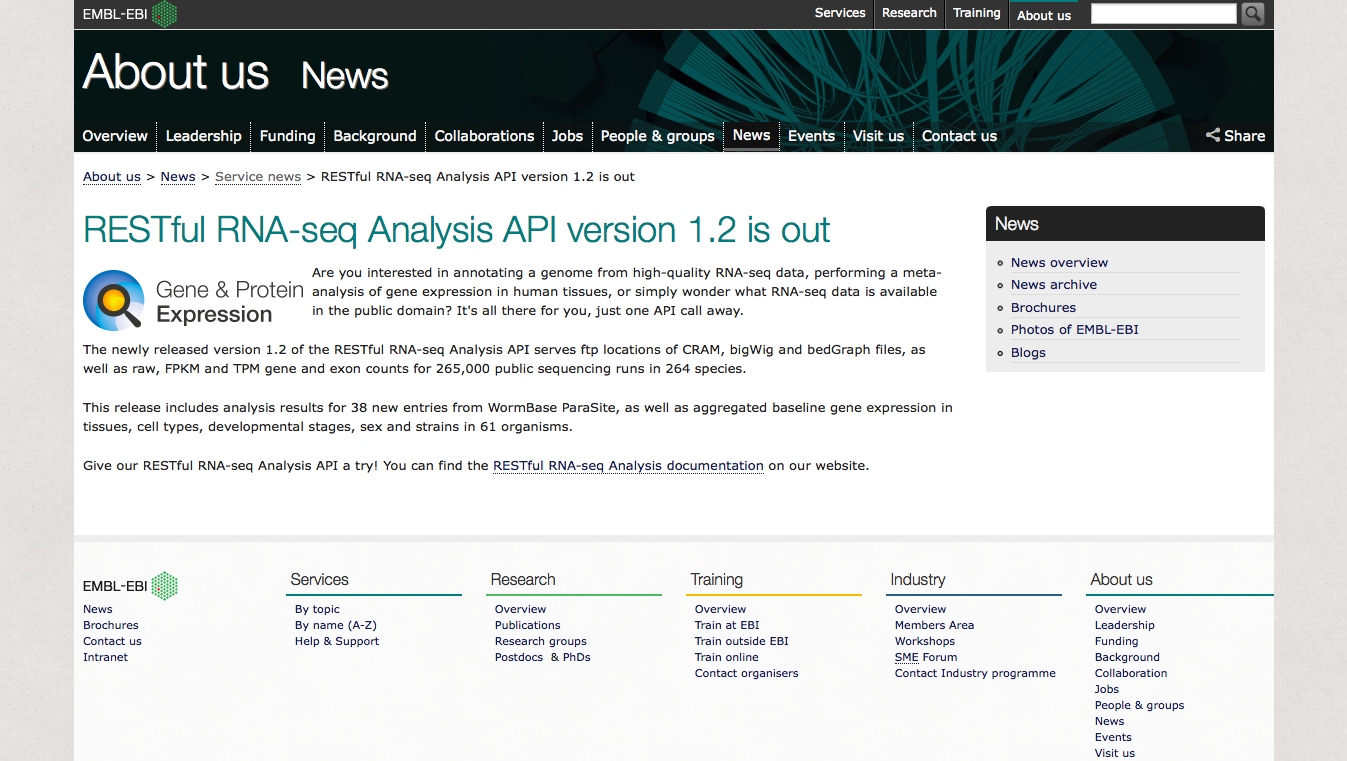 EMBL-EBI
Services Research Training About us
About us News
Overview Leadership Funding Background Collaborations Jobs People & groups News Events Visit us Contact us Share
About us > News > Service news > RESTful RNA-seq Analysis API version 1.2 is out
RESTful RNA-seq Analysis API version 1.2 is out
Gene & Protein
Expression
Are you interested in annotating a genome from high-quality RNA-seq data, performing a meta-
analysis of gene expression in human tissues, or simply wonder what RNA-seq data is available
in the public domain? It's all there for you, just one API call away.
The newly released version 1.2 of the RESTful RNA-seq Analysis API serves ftp locations of CRAM, bigWig and bedGraph files, as
well as raw, FPKM and TPM gene and exon counts for 265,000 public sequencing runs in 264 species.
This release includes analysis results for 38 new entries from WormBase ParaSite, as well as aggregated baseline gene expression in
tissues, cell types, developmental stages, sex and strains in 61 organisms.
Give our RESTful RNA-seq Analysis API a try! You can find the RESTful RNA-seq Analysis documentation on our website.
News
News overview
News archive
Brochures
Photos of EMBL-EBI
Blogs
EMBL-EBI
News
Brochures
Contact us
Intranet
Services
By topic
By name (A-Z)
Help & Support
Research
Overview
Publications
Research groups
Postdocs & PhDs
Training
Overview
Train at EBI
Train outside EBI
Train online
Contact organisers
Industry
Overview
Members Area
Workshops
SME Forum
Contact Industry programme
About us
Overview
Leadership
Funding
Background
Collaboration
Jobs
People & groups
News
Events
Visit us